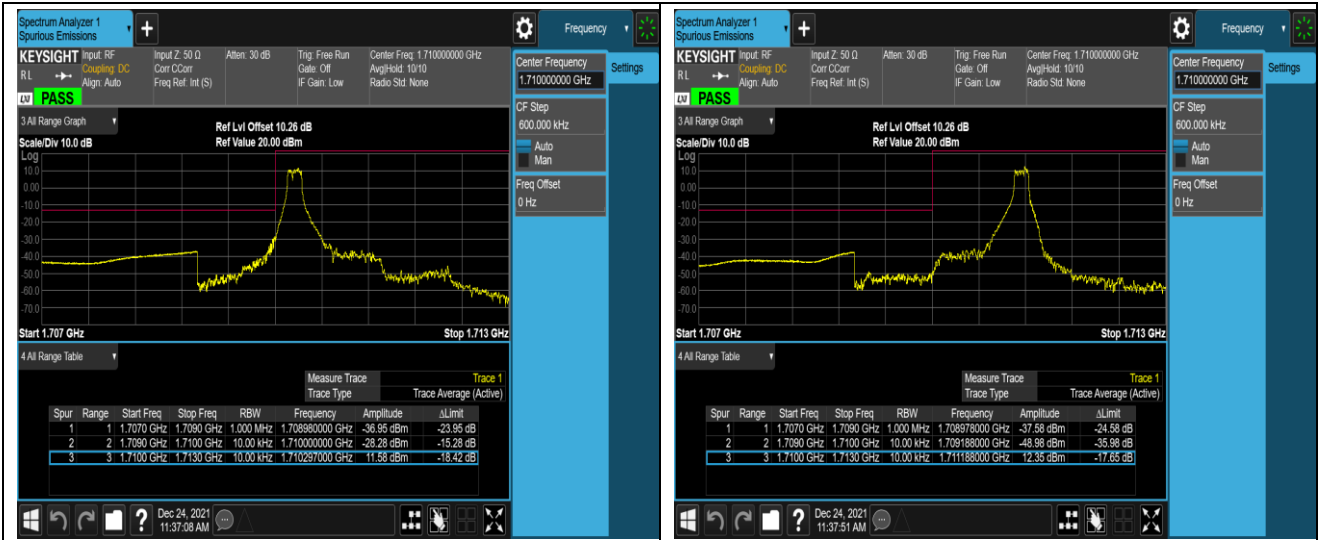 Spectrum Analyzer 1
Spurious Emissions
+
Frequency
KEYSIGHT Input: RF Input Z: 50 Ω Atten: 30 dB Trig: Free Run Center Freq: 1.710000000 GHz
RL Coupling: DC Corr CCorr Gate: Off Avg|Hold: 10/10
Align: Auto Freq Ref: Int (S) IF Gain: Low Radio Std: None
LXI PASS
Center Frequency
1.710000000 GHz
Settings
CF Step
600.000 kHz
Auto
Man
Freq Offset
0 Hz
3 All Range Graph
Ref Lvl Offset 10.26 dB
Scale/Div 10.0 dB Ref Value 20.00 dBm
Log
10.0
0.00
-10.0
-20.0
-30.0
-40.0
-50.0
-60.0
-70.0
Start 1.707 GHz Stop 1.713 GHz
4 All Range Table
Measure Trace Trace 1
Trace Type Trace Average (Active)
Spur Range Start Freq Stop Freq RBW Frequency Amplitude ΔLimit
1 1 1.7070 GHz 1.7090 GHz 1.000 MHz 1.708980000 GHz -36.95 dBm -23.95 dB
2 2 1.7090 GHz 1.7100 GHz 10.00 kHz 1.710000000 GHz -28.28 dBm -15.28 dB
3 3 1.7100 GHz 1.7130 GHz 10.00 kHz 1.710297000 GHz 11.58 dBm -18.42 dB
? Dec 24, 2021
11:37:08 AM
Spectrum Analyzer 1
Spurious Emissions
+
Frequency
KEYSIGHT Input: RF Input Z: 50 Ω Atten: 30 dB Trig: Free Run Center Freq: 1.710000000 GHz
RL Coupling: DC Corr CCorr Gate: Off Avg|Hold: 10/10
Align: Auto Freq Ref: Int (S) IF Gain: Low Radio Std: None
LXI PASS
Center Frequency
1.710000000 GHz
Settings
CF Step
600.000 kHz
Auto
Man
Freq Offset
0 Hz
3 All Range Graph
Ref Lvl Offset 10.26 dB
Scale/Div 10.0 dB Ref Value 20.00 dBm
Log
10.0
0.00
-10.0
-20.0
-30.0
-40.0
-50.0
-60.0
-70.0
Start 1.707 GHz Stop 1.713 GHz
4 All Range Table
Measure Trace Trace 1
Trace Type Trace Average (Active)
Spur Range Start Freq Stop Freq RBW Frequency Amplitude ΔLimit
1 1 1.7070 GHz 1.7090 GHz 1.000 MHz 1.708978000 GHz -37.58 dBm -24.58 dB
2 2 1.7090 GHz 1.7100 GHz 10.00 kHz 1.709188000 GHz -48.98 dBm -35.98 dB
3 3 1.7100 GHz 1.7130 GHz 10.00 kHz 1.711188000 GHz 12.35 dBm -17.65 dB
? Dec 24, 2021
11:37:51 AM